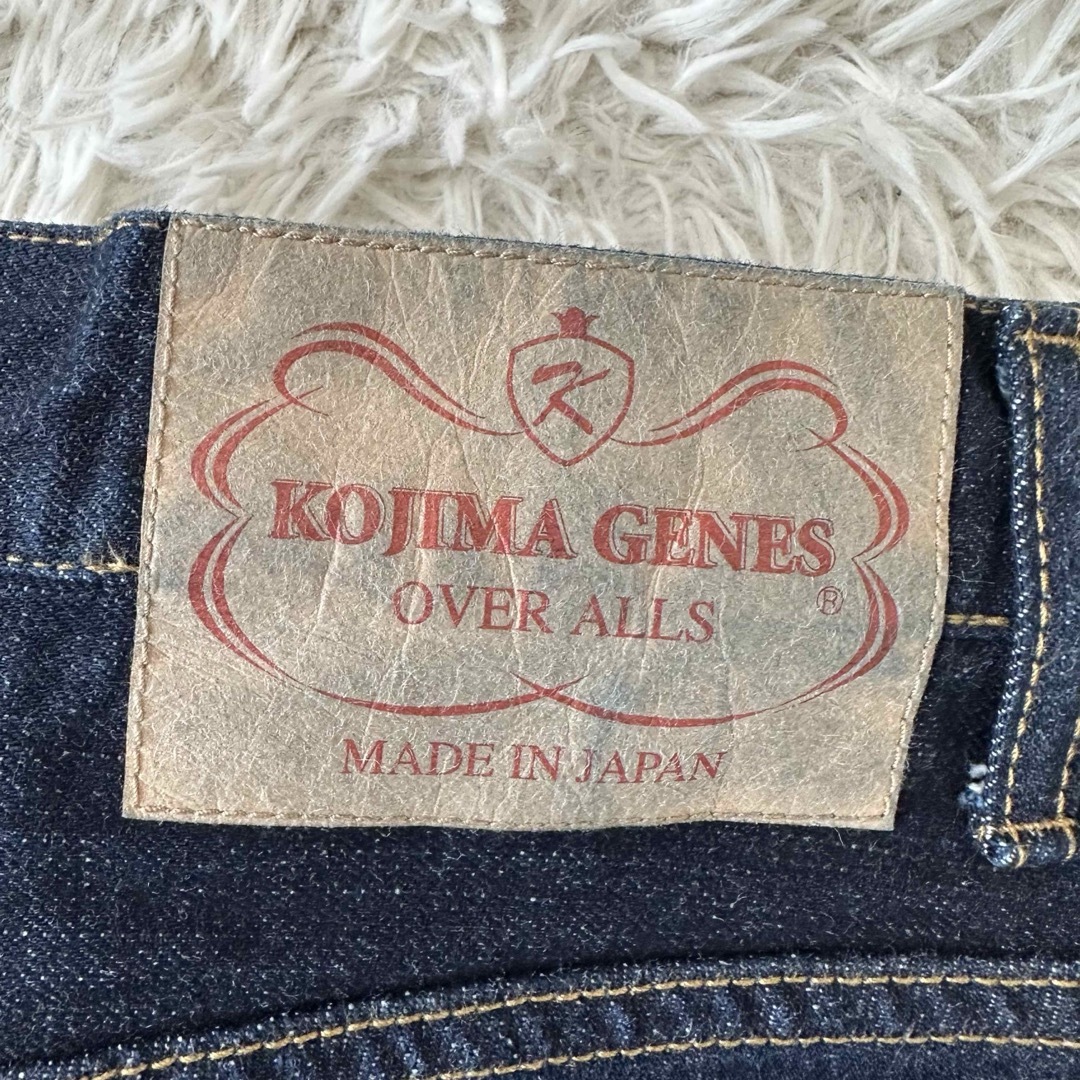 K
KOJIMA GENES
OVER ALLS ®
MADE IN JAPAN